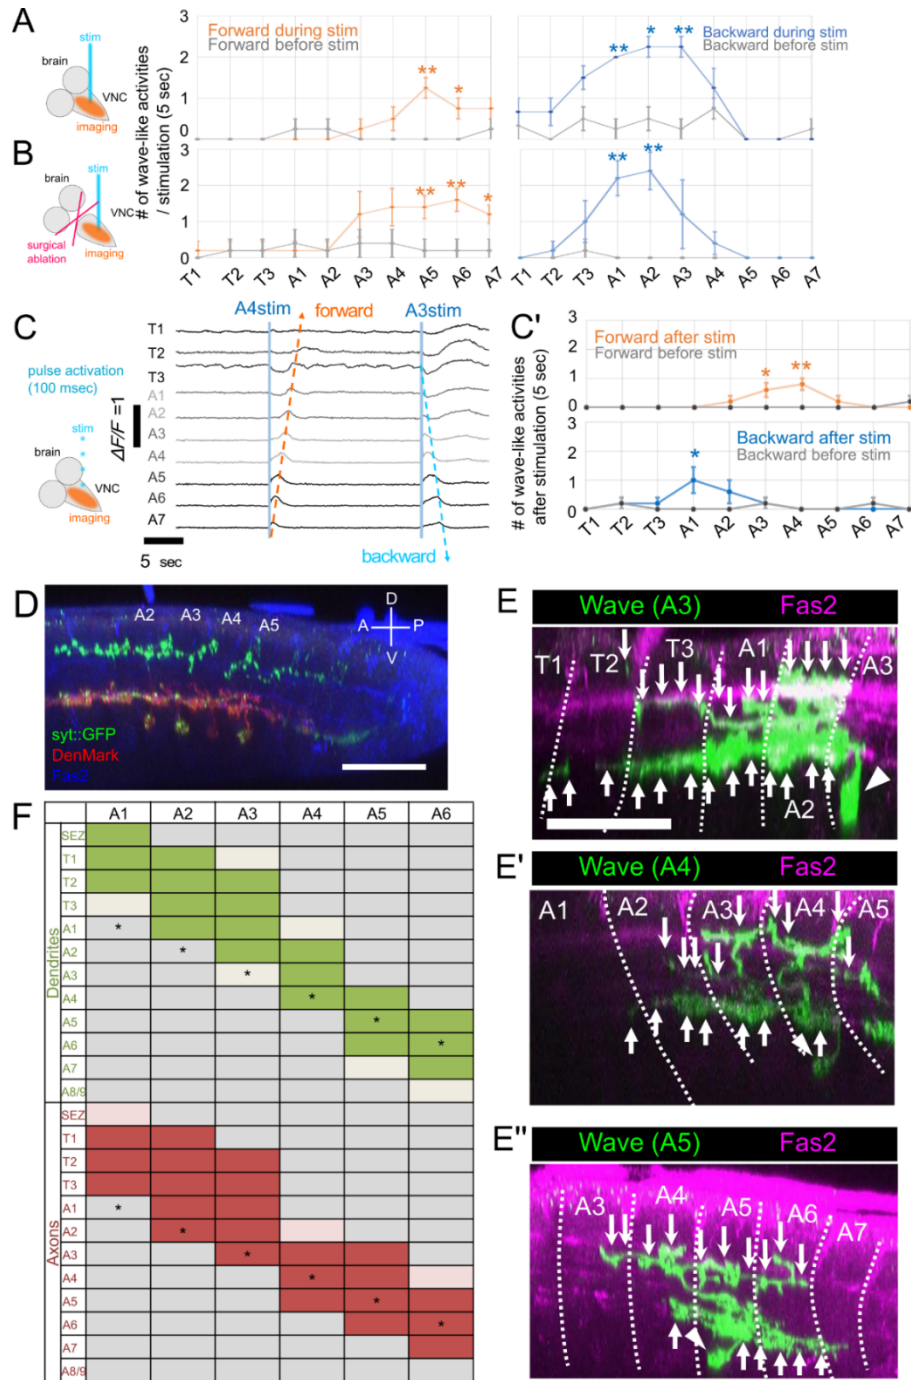 A
stim
brain
VNC
imaging
# of wave-like activities
/ stimulation (5 sec)
3
2
1
0
Forward during stim
Forward before stim
**
*
Backward during stim
Backward before stim
**
*
**
B
stim
brain
VNC
surgical
ablation
imaging
3
2
1
0
**
**
*
**
**
T1 T2 T3 A1 A2 A3 A4 A5 A6 A7
T1 T2 T3 A1 A2 A3 A4 A5 A6 A7
C
A4stim
forward
A3stim
pulse activation
(100 msec)
stim
brain
VNC
imaging
ΔF/F =1
T1
T2
T3
A1
A2
A3
A4
A5
A6
A7
5 sec
backward
C'
# of wave-like activities
after stimulation (5 sec)
3
2
1
0
Forward after stim
Forward before stim
*
**
3
2
1
0
Backward after stim
Backward before stim
*
T1 T2 T3 A1 A2 A3 A4 A5 A6 A7
D
A2 A3 A4 A5
D
A P
V
syt::GFP
DenMark
Fas2
E
Wave (A3) Fas2
T1 T2 T3 A1 A3
A2
E'
Wave (A4) Fas2
A1 A2 A3 A4 A5
E"
Wave (A5) Fas2
A3 A4 A5 A6 A7
F
A1 A2 A3 A4 A5 A6
Dendrites
SEZ
T1
T2
T3
A1 *
A2 *
A3 *
A4 *
A5 *
A6 *
A7
A8/9
Axons
SEZ
T1
T2
T3
A1 *
A2 *
A3 *
A4 *
A5 *
A6 *
A7
A8/9